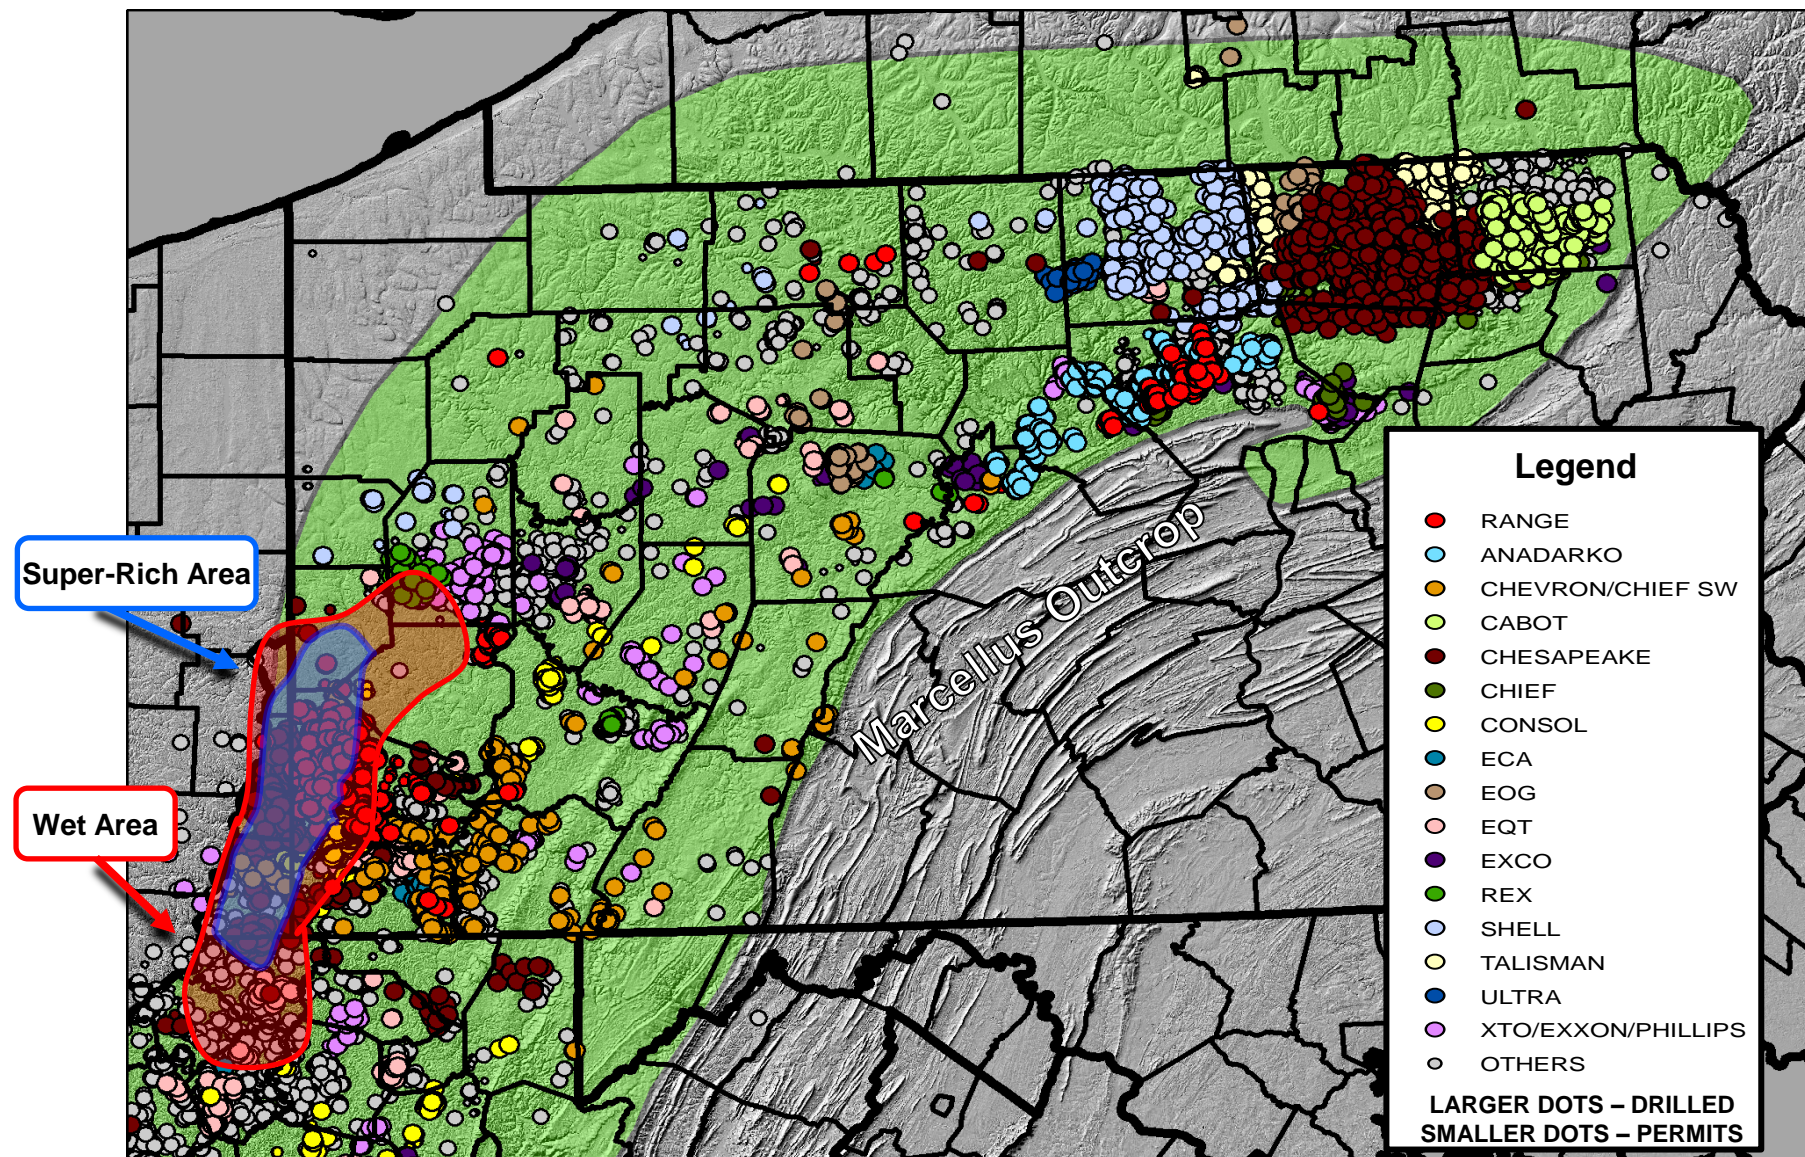 Super-Rich Area
Wet Area
Marcellus Outcrop
Legend
RANGE
ANADARKO
CHEVRON/CHIEF SW
CABOT
CHESAPEAKE
CHIEF
CONSOL
ECA
EOG
EQT
EXCO
REX
SHELL
TALISMAN
ULTRA
XTO/EXXON/PHILLIPS
OTHERS
LARGER DOTS – DRILLED
SMALLER DOTS – PERMITS